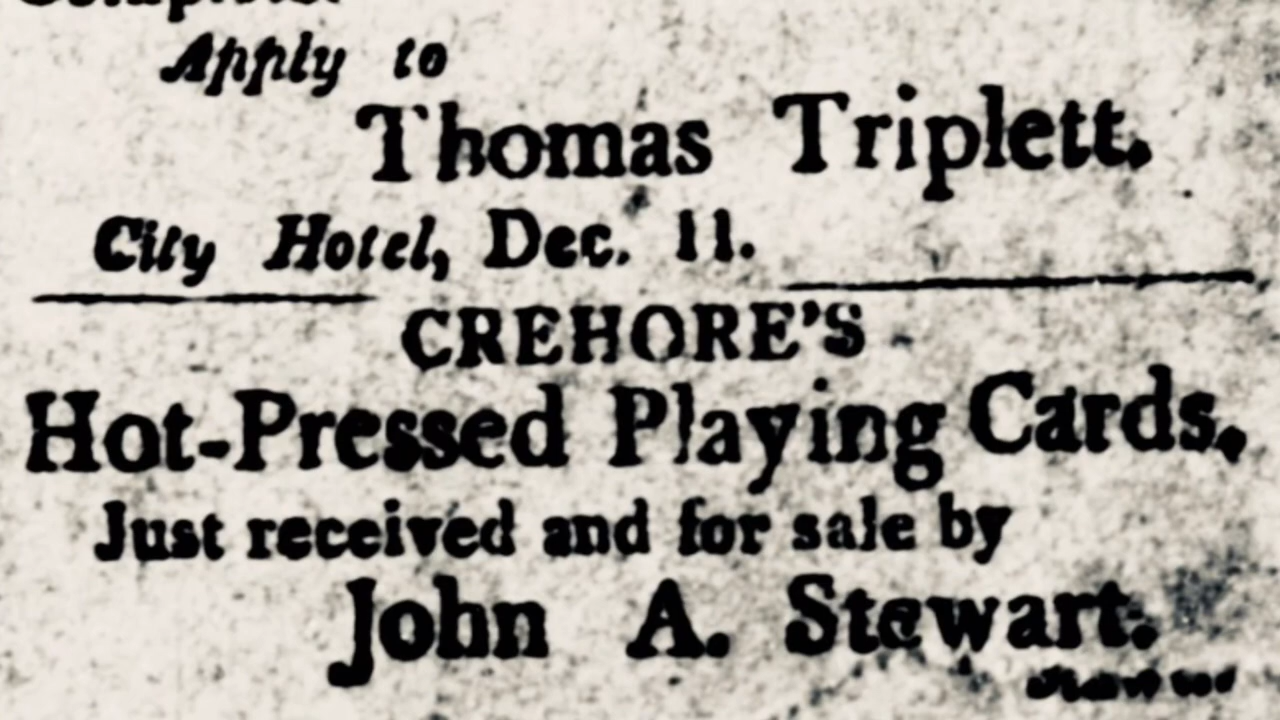 Apply to
Thomas Triplett.
City Hotel, Dec. 11.
CREHORE'S
Hot-Pressed Playing Cards,
Just received and for sale by
John A. Stewart.